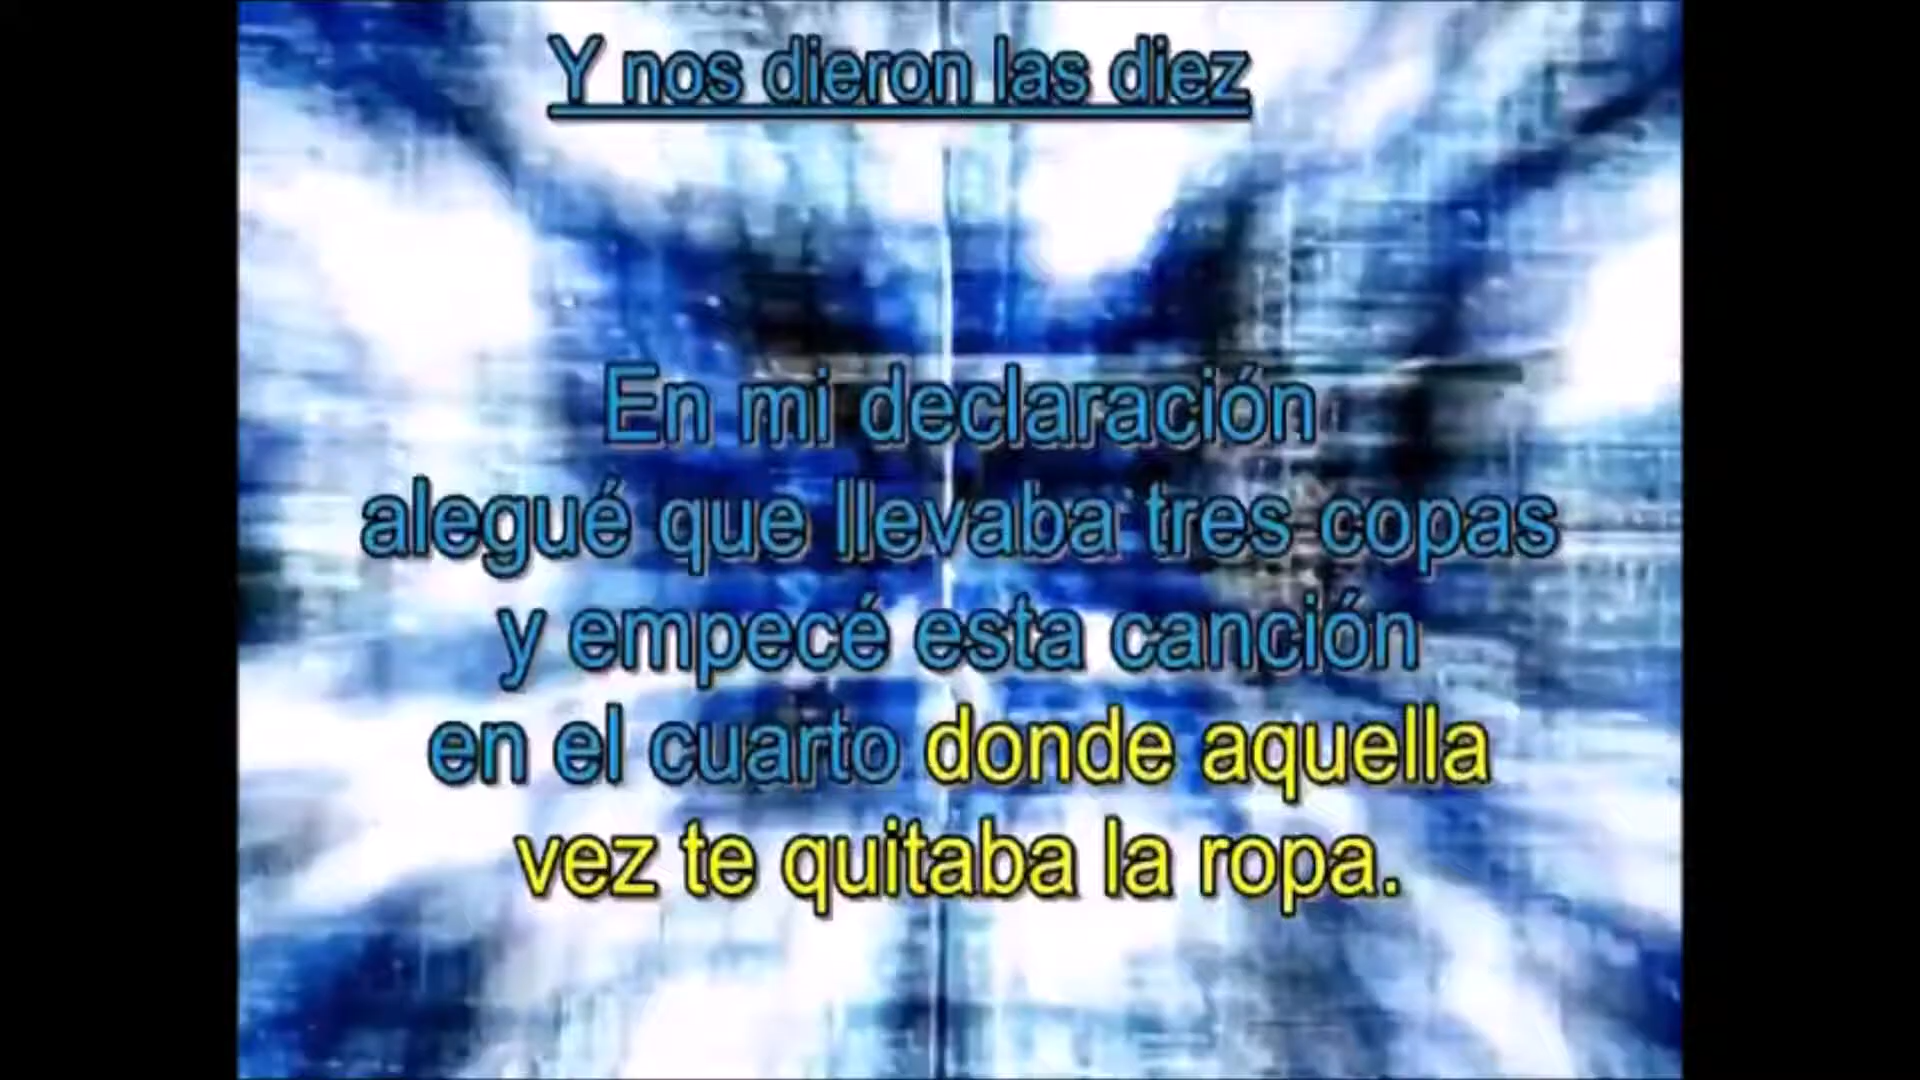 Y nos dieron las diez
En mi declaración
alegué que llevaba tres copas
y empecé esta canción
en el cuarto donde aquella
vez te quitaba la ropa.